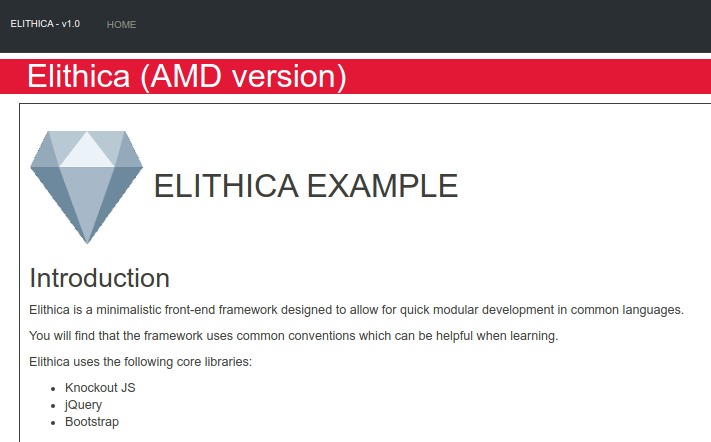 ELITHICA - v1.0 HOME
Elithica (AMD version)
ELITHICA EXAMPLE
Introduction
Elithica is a minimalistic front-end framework designed to allow for quick modular development in common languages.
You will find that the framework uses common conventions which can be helpful when learning.
Elithica uses the following core libraries:
• Knockout JS
• jQuery
• Bootstrap